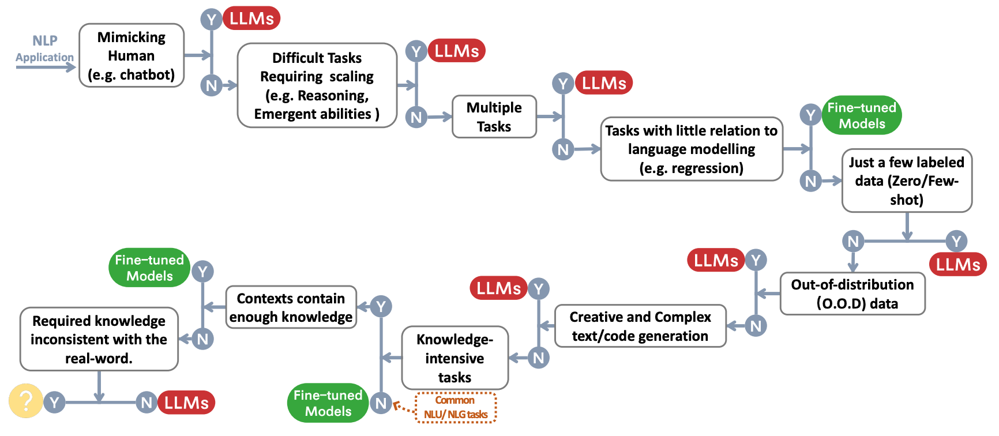 NLP
Application
Mimicking
Human
(e.g. chatbot)
Y
LLMs
N
Difficult Tasks
Requiring scaling
(e.g. Reasoning,
Emergent abilities )
Y
LLMs
N
Multiple
Tasks
Y
LLMs
N
Tasks with little relation to
language modelling
(e.g. regression)
Y
Fine-tuned
Models
N
Just a few labeled
data (Zero/Few-
shot)
N
Y
LLMs
Out-of-distribution
(O.O.D) data
Y
LLMs
N
Creative and Complex
text/code generation
Y
LLMs
N
Knowledge-
intensive
tasks
Y
N
Fine-tuned
Models
Common
NLU/ NLG tasks
Contexts contain
enough knowledge
Y
Fine-tuned
Models
N
Required knowledge
inconsistent with the
real-word.
?
Y
N
LLMs